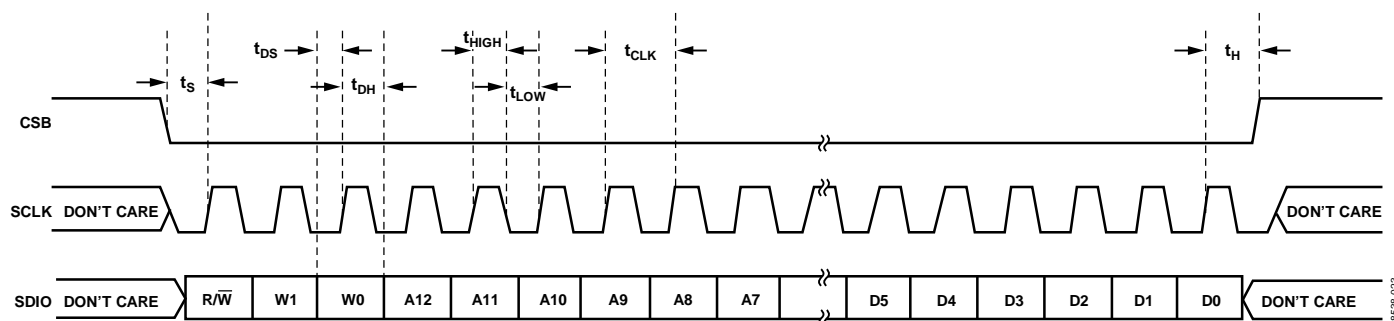 tDS
tHIGH
tCLK
tH
tS
tDH
tLOW
CSB
SCLK DON'T CARE
DON'T CARE
SDIO DON'T CARE
R/W̅ W1 W0 A12 A11 A10 A9 A8 A7 D5 D4 D3 D2 D1 D0
DON'T CARE